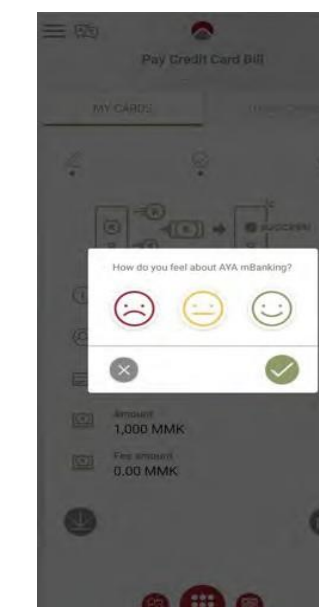 Pay Credit Card Bill
MY CARDS
SUCCESS
How do you feel about AYA mBanking?
Amount
1,000 MMK
Fee amount
0.00 MMK